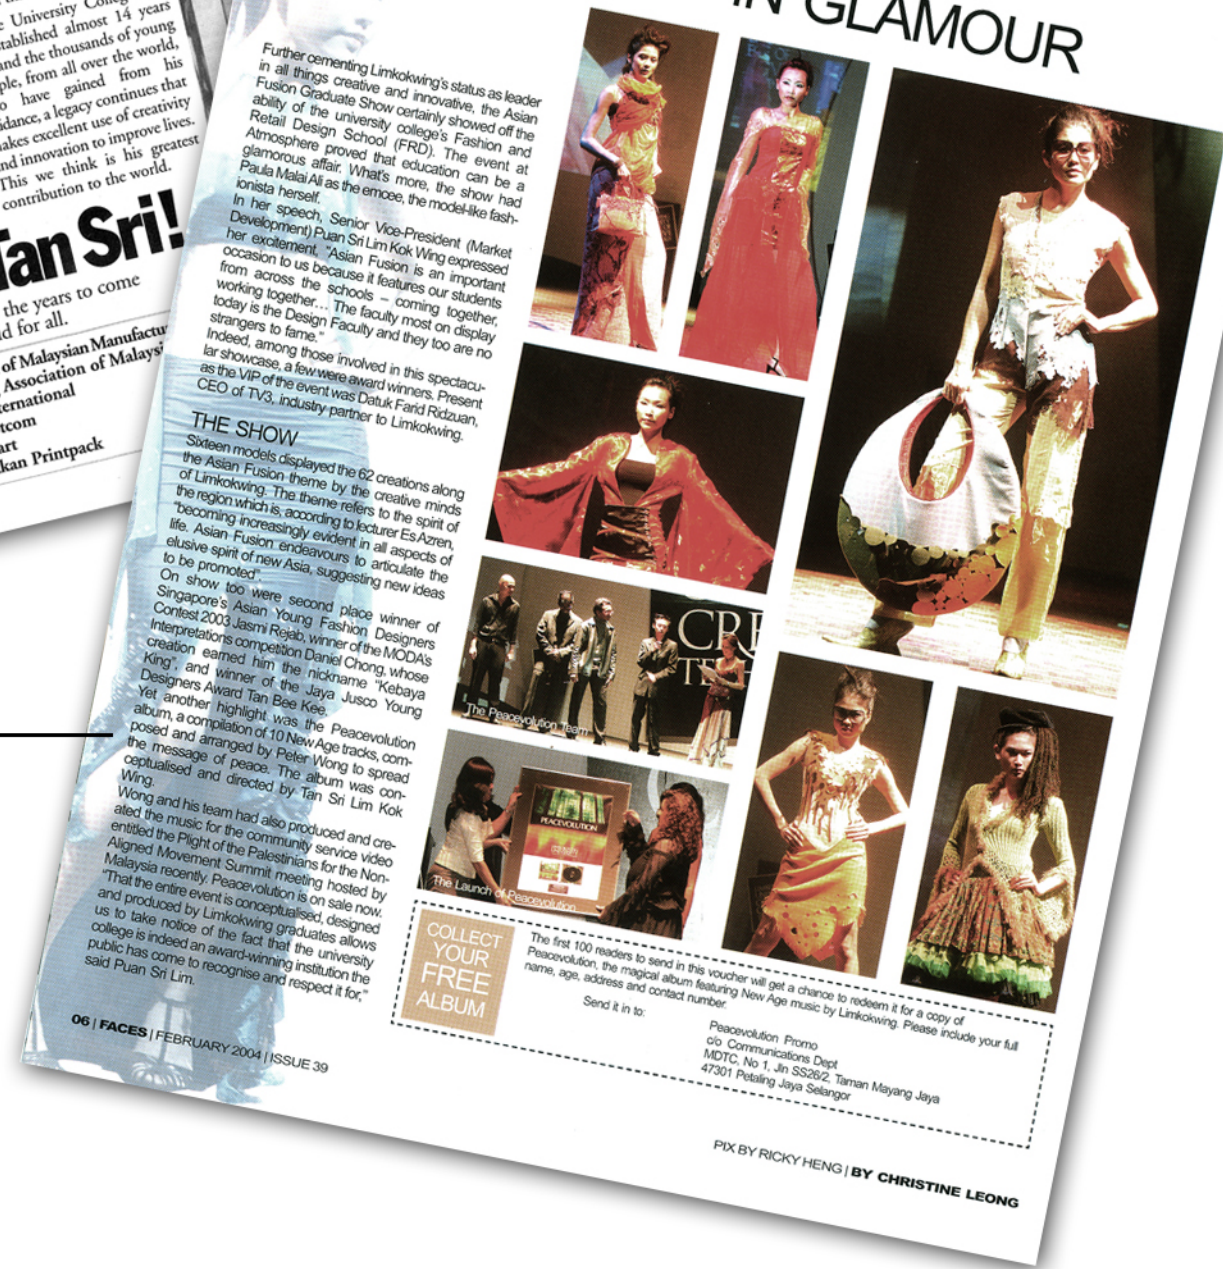 e University Colleg
tablished almost 14 years
and the thousands of young
ple, from all over the world,
o have gained from his
idance, a legacy continues that
akes excellent use of creativity
nd innovation to improve lives.
This we think is his greatest
contribution to the world.
Tan Sri!
the years to come
d for all.
of Malaysian Manufactu
Association of Malaysi
ternational
tcom
art
kan Printpack
IN GLAMOUR
Further cementing Limkokwing's status as leader
in all things creative and innovative, the Asian
Fusion Graduate Show certainly showed off the
ability of the university college's Fashion and
Retail Design School (FRD). The event at
Atmosphere proved that education can be a
glamorous affair. What's more, the show had
Paula Malai Ali as the emcee, the model-like fash-
ionista herself.
In her speech, Senior Vice-President (Market
Development) Puan Sri Lim Kok Wing expressed
her excitement, "Asian Fusion is an important
occasion to us because it features our students
from across the schools – coming together,
working together... The faculty most on display
today is the Design Faculty and they too are no
strangers to fame."
Indeed, among those involved in this spectacu-
lar showcase, a few were award winners. Present
as the VIP of the event was Datuk Farid Ridzuan,
CEO of TV3, industry partner to Limkokwing.
THE SHOW
Sixteen models displayed the 62 creations along
the Asian Fusion theme by the creative minds
of Limkokwing. The theme refers to the spirit of
the region which is, according to lecturer Es Azren,
"becoming increasingly evident in all aspects of
life. Asian Fusion endeavours to articulate the
elusive spirit of new Asia, suggesting new ideas
to be promoted".
On show too were second place winner of
Singapore's Asian Young Fashion Designers
Contest 2003 Jasmi Rejab, winner of the MODA's
Interpretations competition Daniel Chong, whose
creation earned him the nickname "Kebaya
King", and winner of the Jaya Jusco Young
Designers Award Tan Bee Kee.
Yet another highlight was the Peacevolution
album, a compilation of 10 New Age tracks, com-
posed and arranged by Peter Wong to spread
the message of peace. The album was con-
ceptualised and directed by Tan Sri Lim Kok
Wing.
Wong and his team had also produced and cre-
ated the music for the community service video
entitled the Plight of the Palestinians for the Non-
Aligned Movement Summit meeting hosted by
Malaysia recently. Peacevolution is on sale now.
"That the entire event is conceptualised, designed
and produced by Limkokwing graduates allows
us to take notice of the fact that the university
college is indeed an award-winning institution the
public has come to recognise and respect it for,"
said Puan Sri Lim.
CRE
TE
The Peacevolution Team
PEACEVOLUTION
The Launch of Peacevolution
COLLECT
YOUR
FREE
ALBUM
The first 100 readers to send in this voucher will get a chance to redeem it for a copy of
Peacevolution, the magical album featuring New Age music by Limkokwing. Please include your full
name, age, address and contact number.
Send it in to:
Peacevolution Promo
c/o Communications Dept
MDTC, No 1, Jln SS26/2, Taman Mayang Jaya
47301 Petaling Jaya Selangor
06 | FACES | FEBRUARY 2004 | ISSUE 39
PIX BY RICKY HENG | BY CHRISTINE LEONG